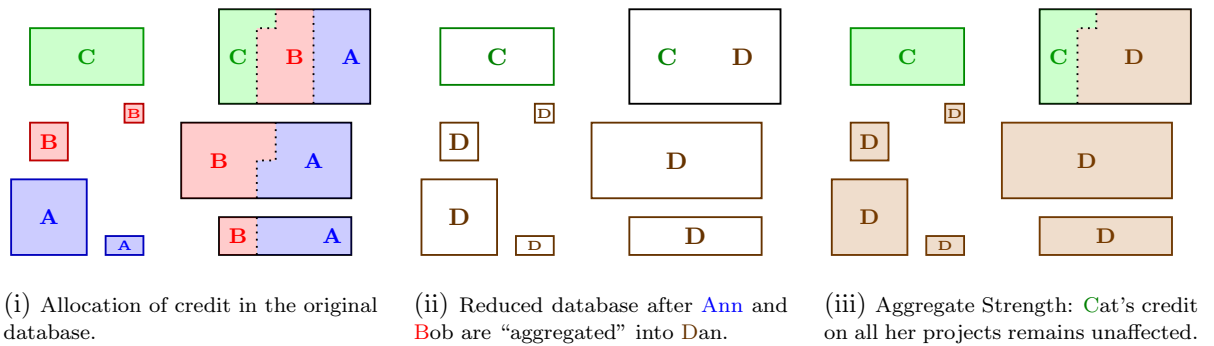 C
C
B
A
B
B
B
A
A
A
B
A
C
C
D
D
D
D
D
D
D
C
C
D
D
D
D
D
D
D
(i) Allocation of credit in the original
database.
(ii) Reduced database after Ann and
Bob are “aggregated” into Dan.
(iii) Aggregate Strength: Cat’s credit
on all her projects remains unaffected.